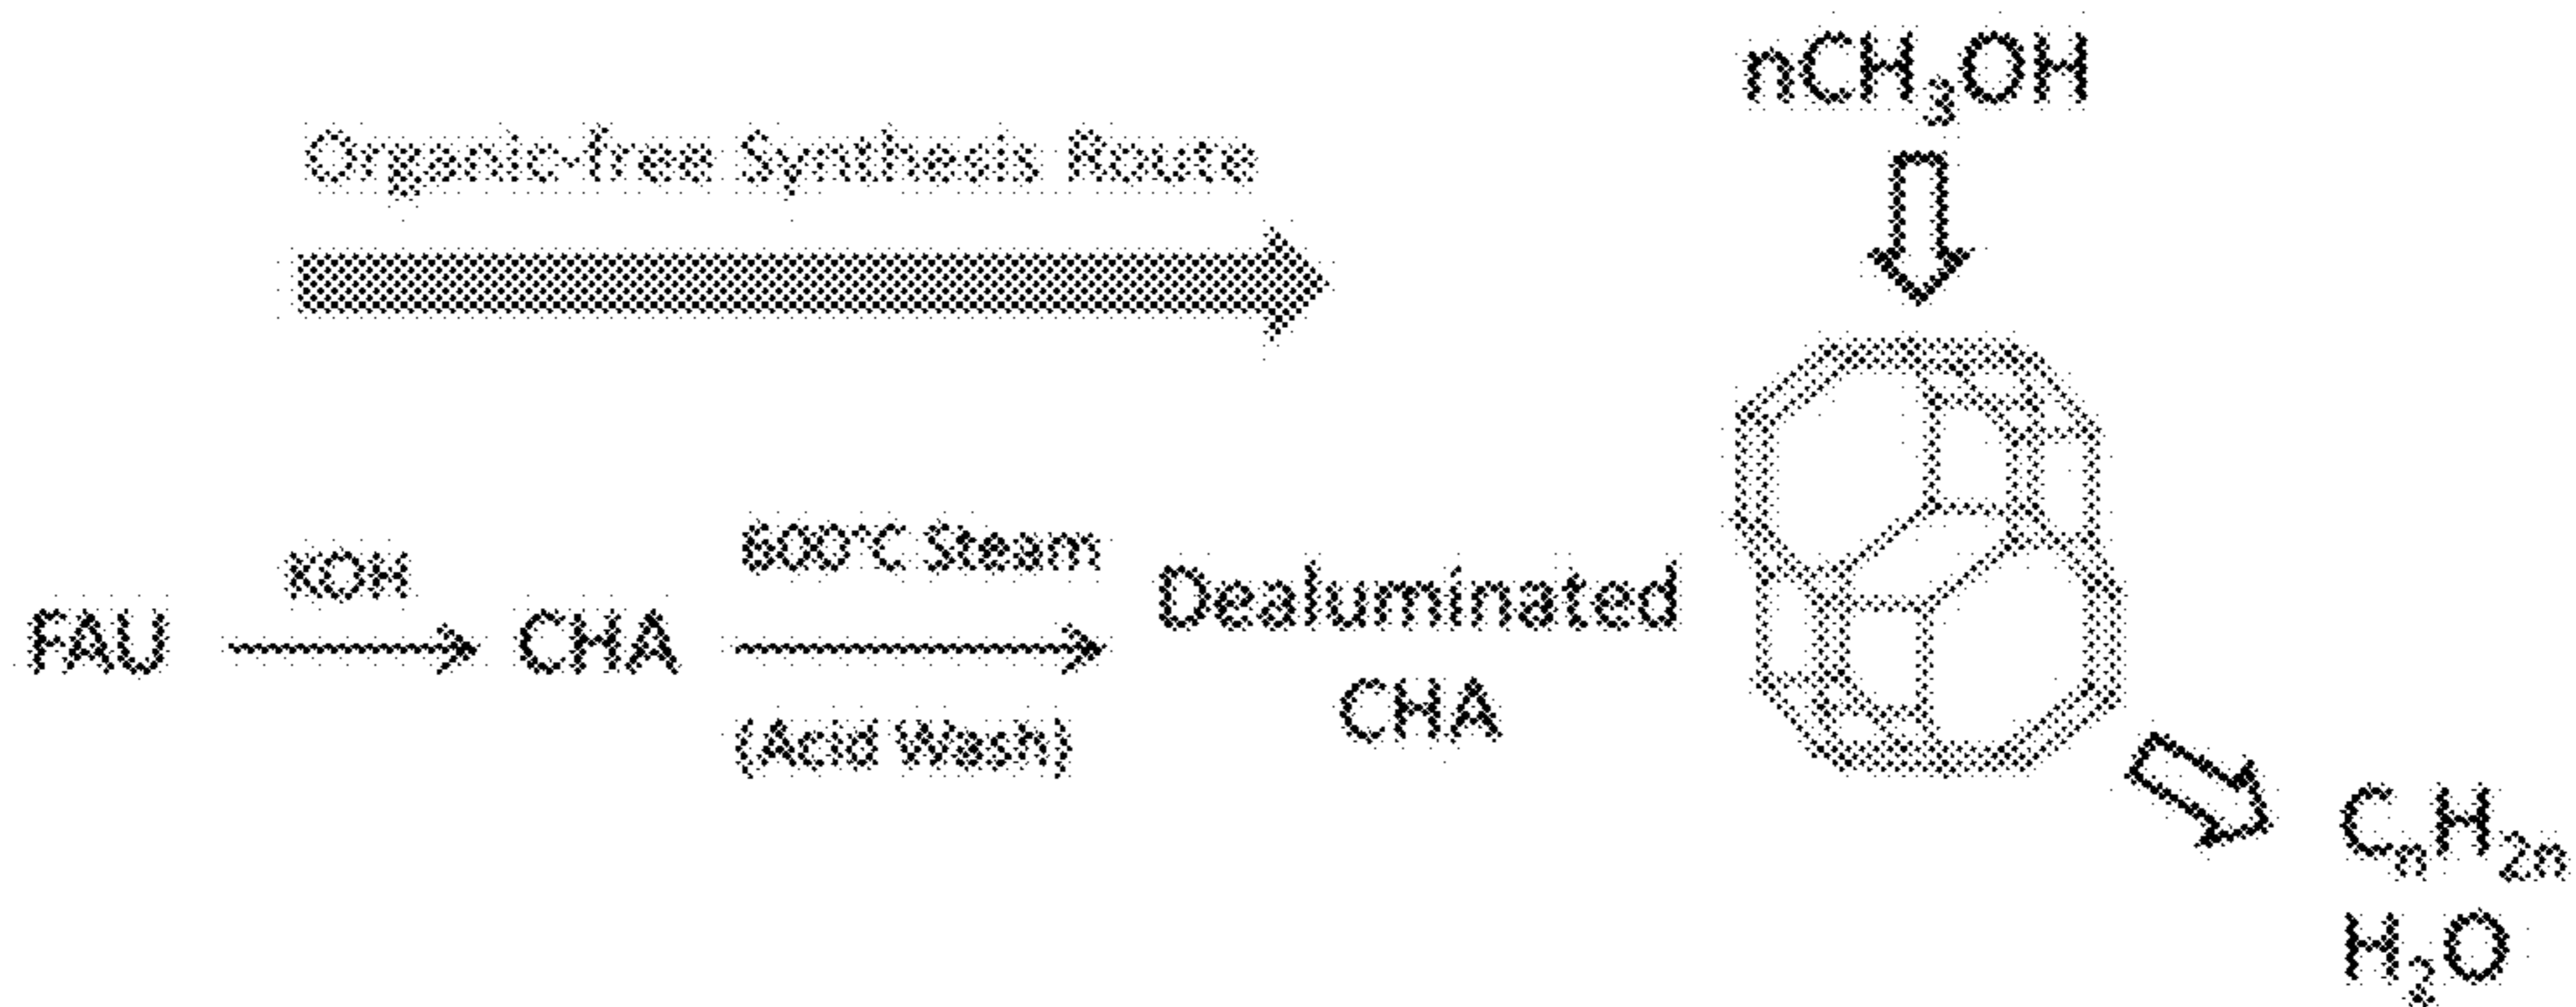 nCH₃OH
Organic-free Synthesis Route
600°C Steam
KOH
FAU
CHA
Dealuminated
CHA
(Acid Wash)
CₙH₂ₙ
H₂O